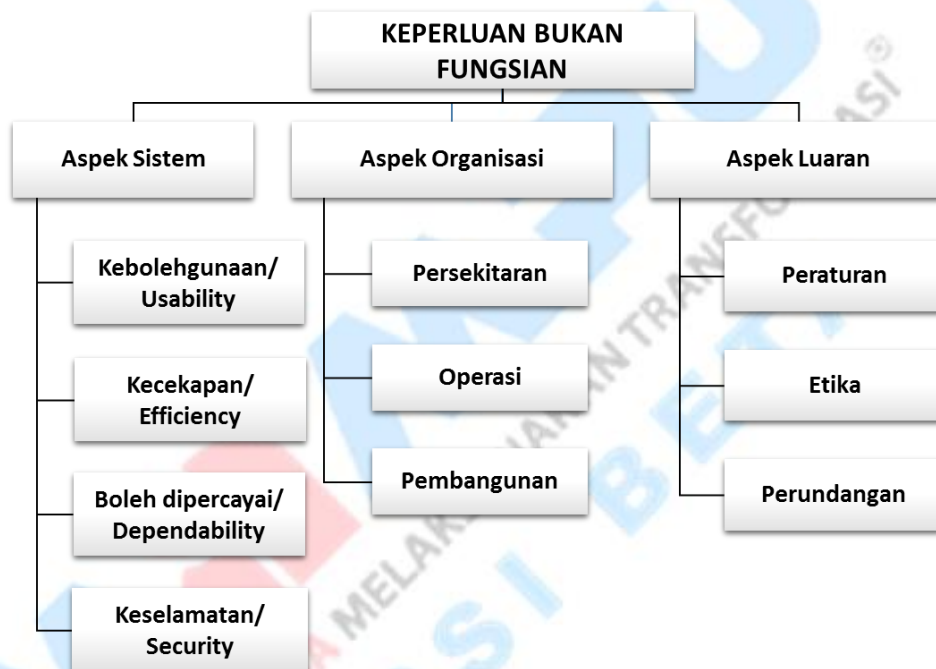 KEPERLUAN BUKAN
FUNGSIAN
Aspek Sistem
Kebolehgunaan/
Usability
Kecekapan/
Efficiency
Boleh dipercayai/
Dependability
Keselamatan/
Security
Aspek Organisasi
Persekitaran
Operasi
Pembangunan
Aspek Luaran
Peraturan
Etika
Perundangan